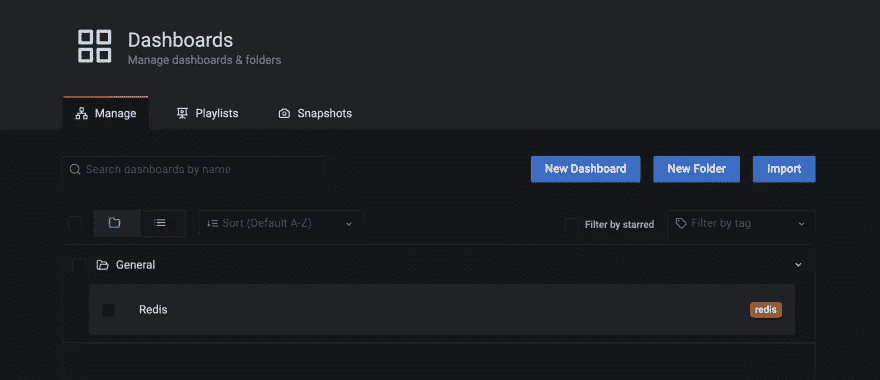 Dashboards
Manage dashboards & folders
Manage Playlists Snapshots
Search dashboards by name New Dashboard New Folder Import
Sort (Default A-Z) Filter by starred Filter by tag
General
Redis redis